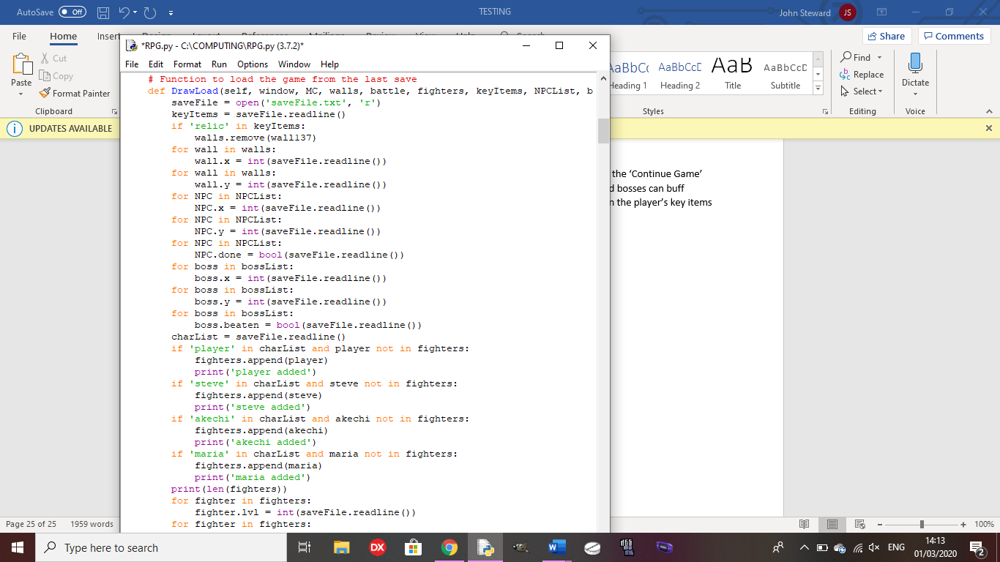 AutoSave Off
TESTING
John Steward JS
File Home Insert
Share Comments
Paste
Cut
Copy
Format Painter
Clipboard
*RPG.py - C:\COMPUTING\RPG.py (3.7.2)*
File Edit Format Run Options Window Help
# Function to load the game from the last save
def DrawLoad(self, window, MC, walls, battle, fighters, keyItems, NPCList, b
saveFile = open('saveFile.txt', 'r')
keyItems = saveFile.readline()
if 'relic' in keyItems:
walls.remove(wall137)
for wall in walls:
wall.x = int(saveFile.readline())
for wall in walls:
wall.y = int(saveFile.readline())
for NPC in NPCList:
NPC.x = int(saveFile.readline())
for NPC in NPCList:
NPC.y = int(saveFile.readline())
for NPC in NPCList:
NPC.done = bool(saveFile.readline())
for boss in bossList:
boss.x = int(saveFile.readline())
for boss in bossList:
boss.y = int(saveFile.readline())
for boss in bossList:
boss.beaten = bool(saveFile.readline())
charList = saveFile.readline()
if 'player' in charList and player not in fighters:
fighters.append(player)
print('player added')
if 'steve' in charList and steve not in fighters:
fighters.append(steve)
print('steve added')
if 'akechi' in charList and akechi not in fighters:
fighters.append(akechi)
print('akechi added')
if 'maria' in charList and maria not in fighters:
fighters.append(maria)
print('maria added')
print(len(fighters))
for fighter in fighters:
fighter.lvl = int(saveFile.readline())
for fighter in fighters:
AaBbCc AaBbCcD AaB AaBbCcD
Heading 1 Heading 2 Title Subtitle
Styles
Find
Replace
Select
Editing
Dictate
Voice
UPDATES AVAILABLE
the ‘Continue Game’
d bosses can buff
n the player’s key items
Page 25 of 25 1959 words
100%
Type here to search
DX
W
ENG
14:13
01/03/2020
2